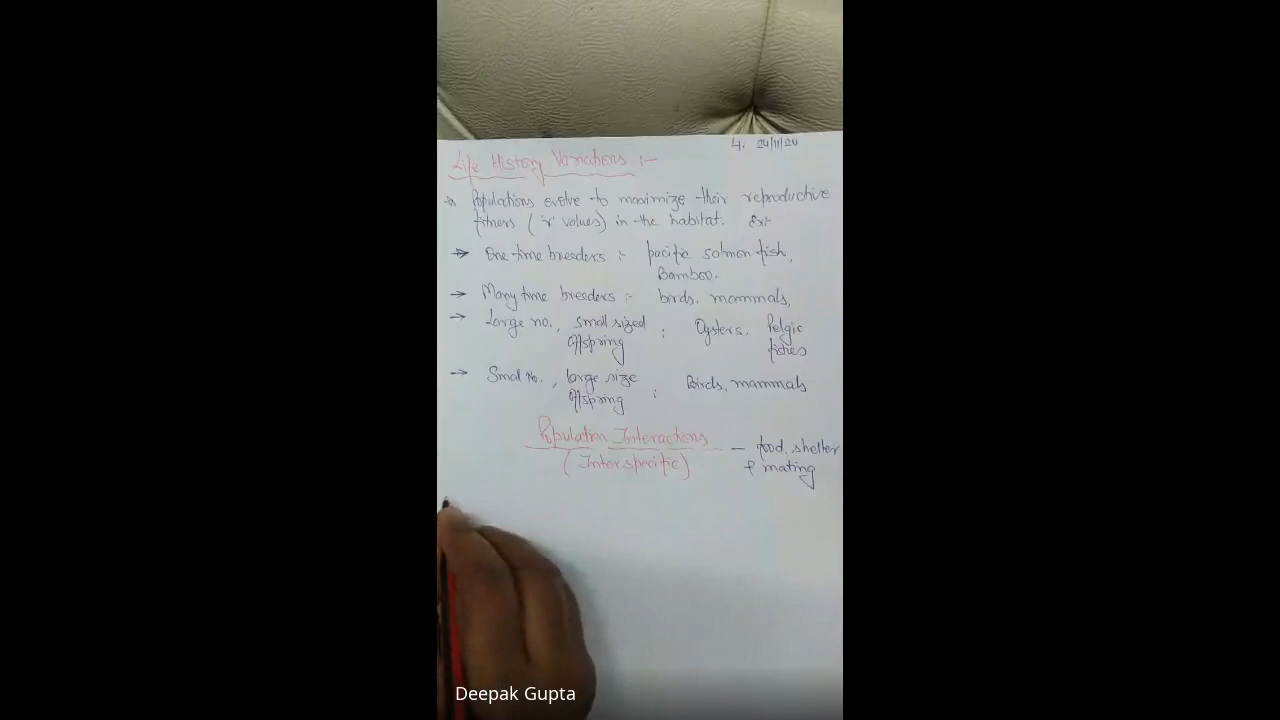 4. 24/11/20
Life History Variations :-
Populations evolve to maximize their reproductive
fitness ('r' values) in the habitat. Ex:-
→ One time breeders :- pacific salmon fish,
Bamboo.
→ Many time breeders :- birds, mammals,
→ Large no., small sized : Oysters, Pelgic
offspring fishes
→ Smal No., large size : Birds, mammals
offspring
Population Interactions — food, shelter
(Interspecific) & mating
Deepak Gupta